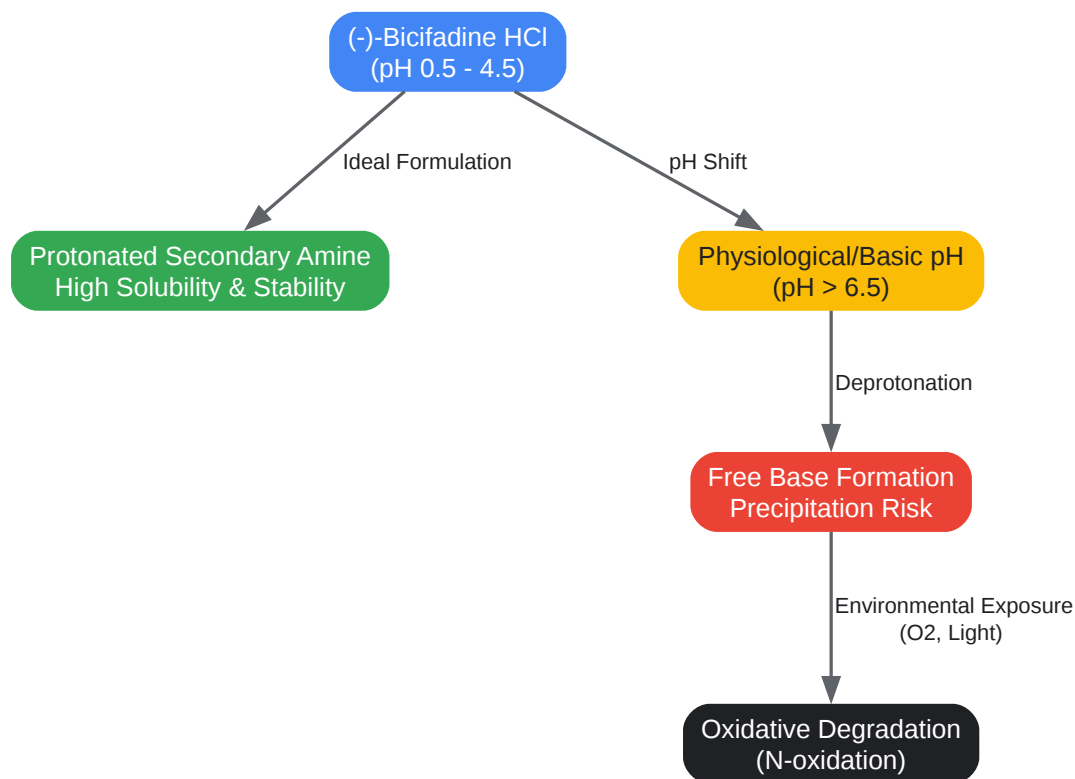 (-)-Bicifadine HCl
(pH 0.5 - 4.5)
Ideal Formulation
pH Shift
Protonated Secondary Amine
High Solubility & Stability
Physiological/Basic pH
(pH > 6.5)
Deprotonation
Free Base Formation
Precipitation Risk
Environmental Exposure
(O2, Light)
Oxidative Degradation
(N-oxidation)